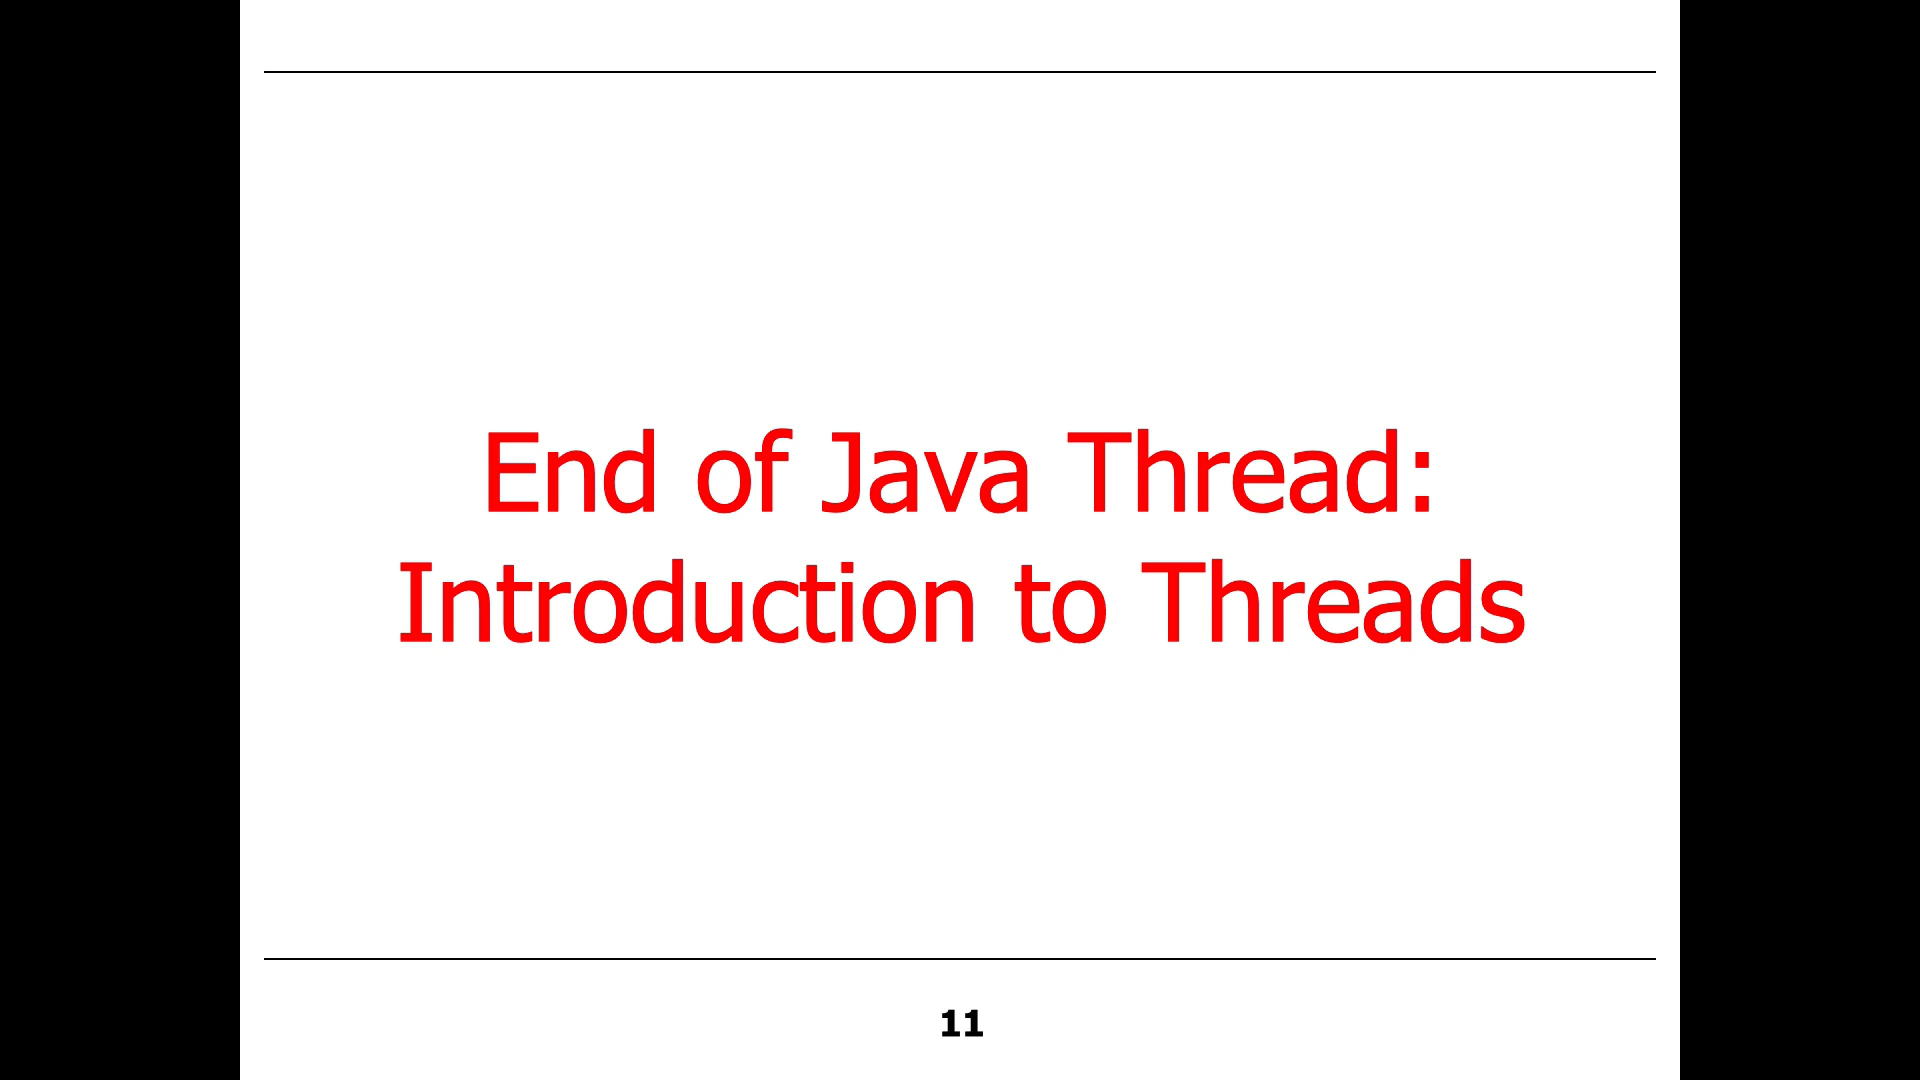 End of Java Thread:
Introduction to Threads
11